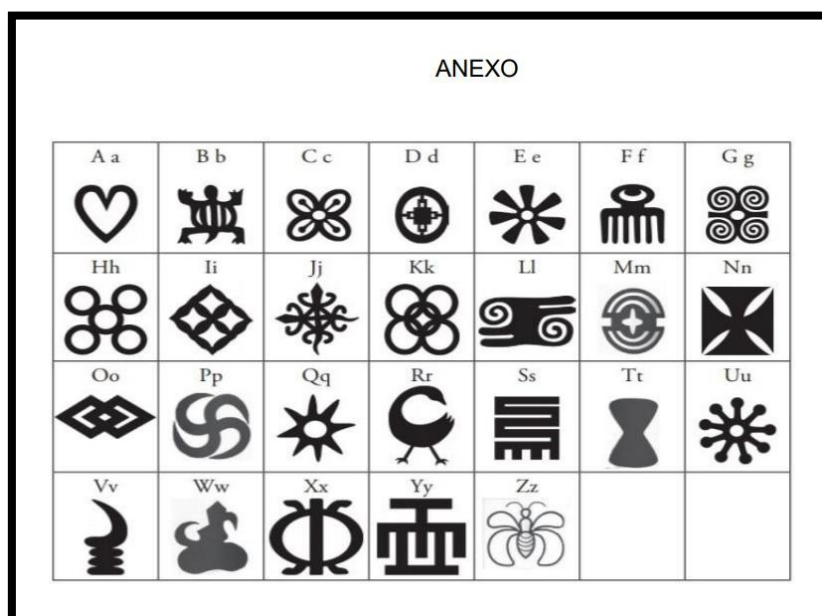 ANEXO
A a B b C c D d E e F f G g
Hh Ii Jj Kk Ll Mm Nn
Oo Pp Qq Rr Ss Tt Uu
Vv Ww Xx Yy Zz